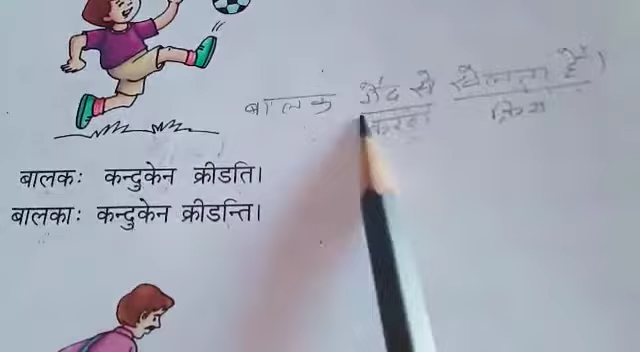 बालक गेंद से खेलता है।
क्रिया
बालकः कन्दुकेन क्रीडति।
बालकाः कन्दुकेन क्रीडन्ति।